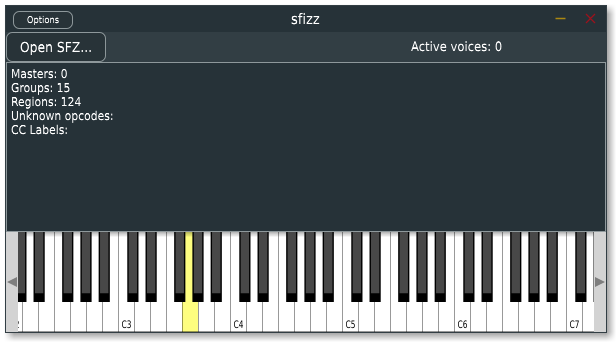 Options
sfizz
Open SFZ...
Active voices: 0
Masters: 0
Groups: 15
Regions: 124
Unknown opcodes:
CC Labels:
C3
C4
C5
C6
C7